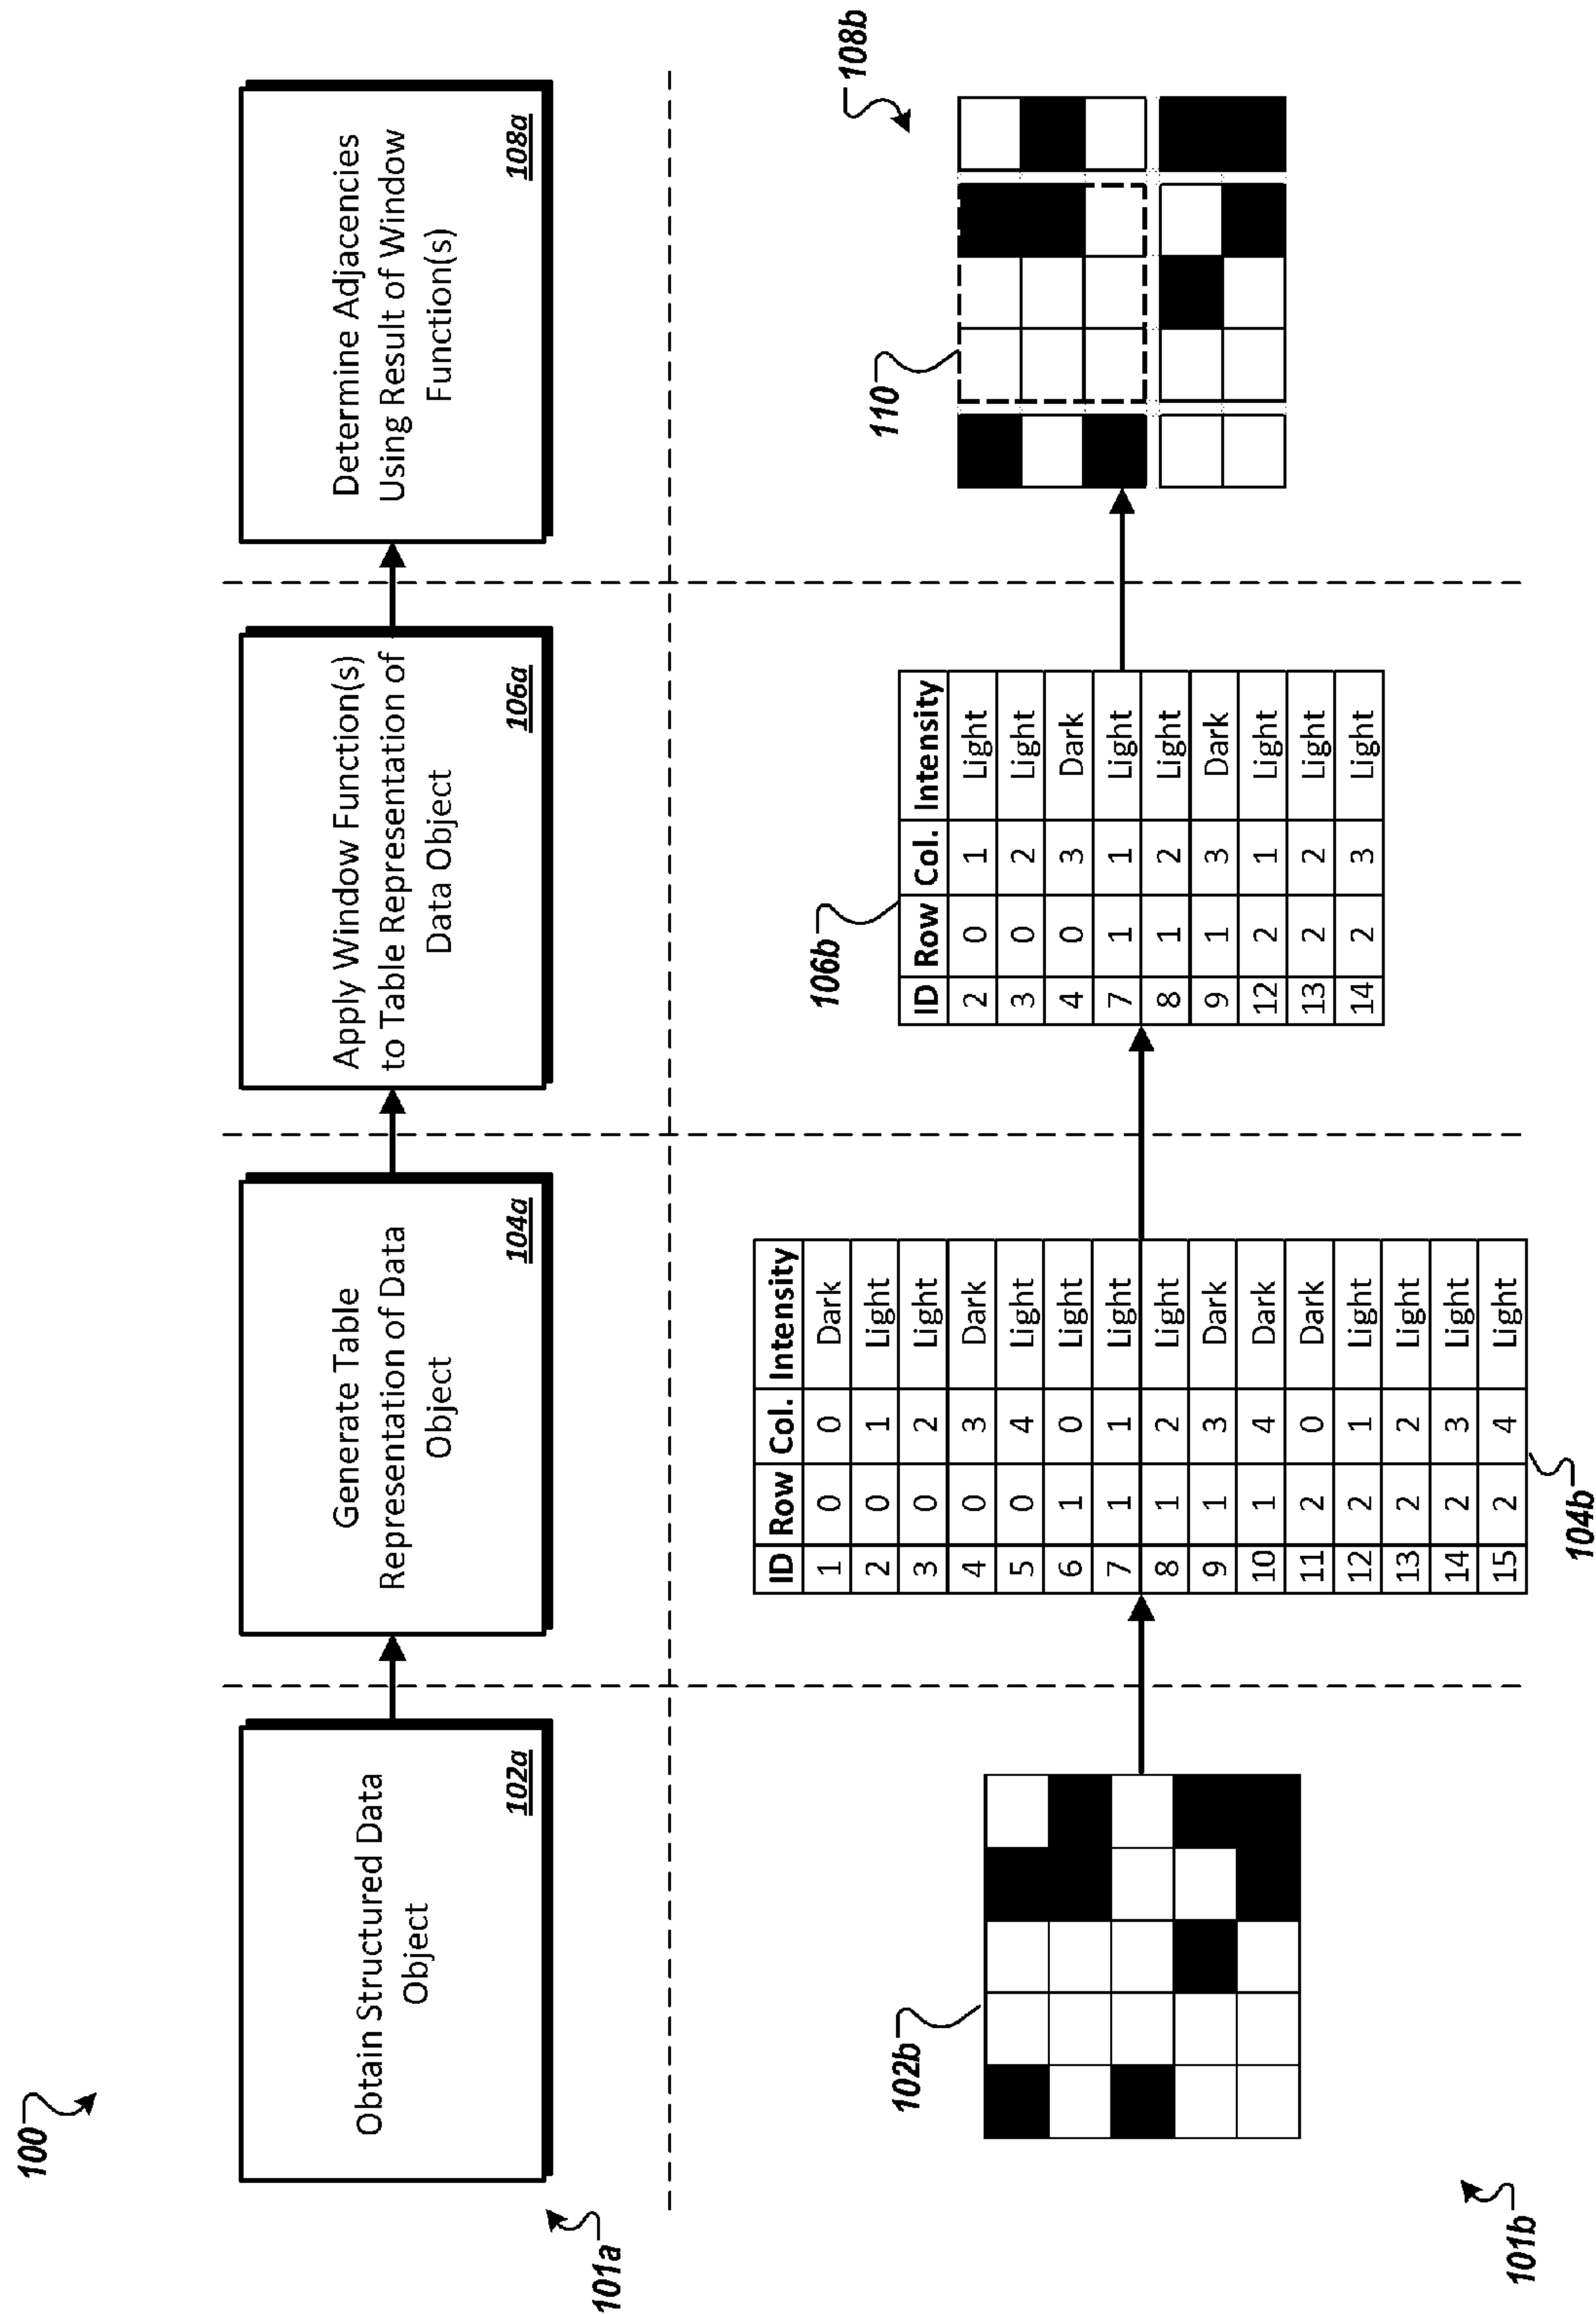 100
101a
Obtain Structured Data
Object
102a
Generate Table
Representation of Data
Object
104a
Apply Window Function(s)
to Table Representation of
Data Object
106a
Determine Adjacencies
Using Result of Window
Function(s)
108a
101b
102b
ID Row Col. Intensity
1 0 0 Dark
2 0 1 Light
3 0 2 Light
4 0 3 Dark
5 0 4 Light
6 1 0 Light
7 1 1 Light
8 1 2 Light
9 1 3 Dark
10 1 4 Dark
11 2 0 Dark
12 2 1 Light
13 2 2 Light
14 2 3 Light
15 2 4 Light
104b
106b
ID Row Col. Intensity
2 0 1 Light
3 0 2 Light
4 0 3 Dark
7 1 1 Light
8 1 2 Light
9 1 3 Dark
12 2 1 Light
13 2 2 Light
14 2 3 Light
110
108b